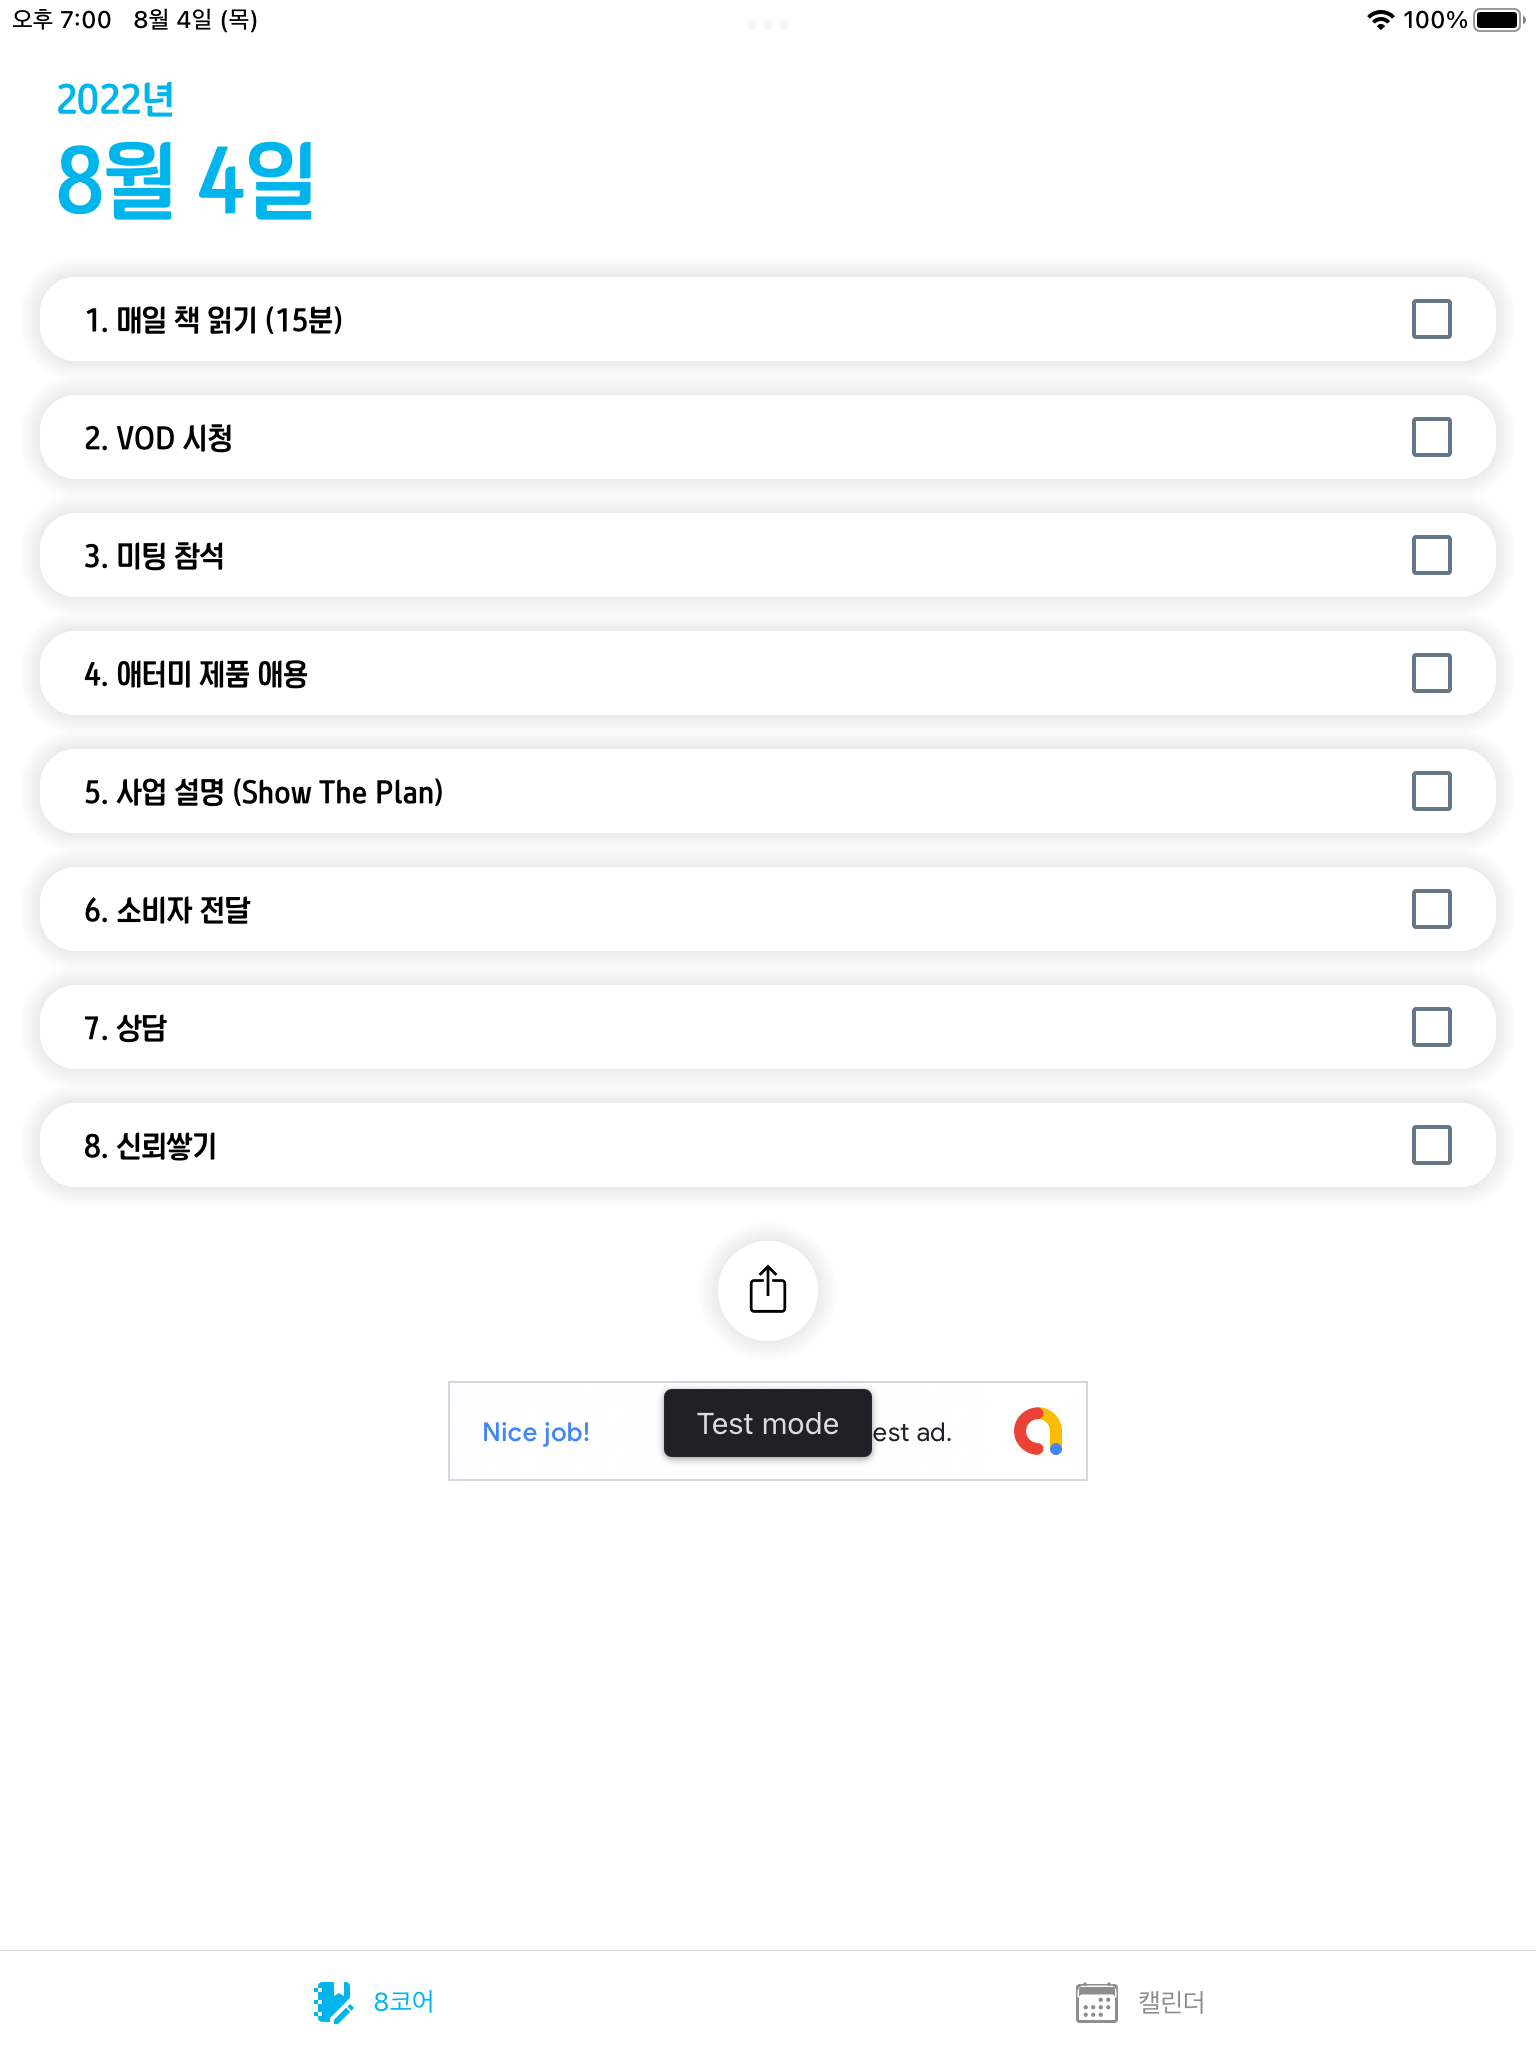 오후 7:00 8월 4일 (목)
100%
2022년
8월 4일
1. 매일 책 읽기 (15분)
2. VOD 시청
3. 미팅 참석
4. 애터미 제품 애용
5. 사업 설명 (Show The Plan)
6. 소비자 전달
7. 상담
8. 신뢰쌓기
Nice job!
Test mode
est ad.
8코어
캘린더